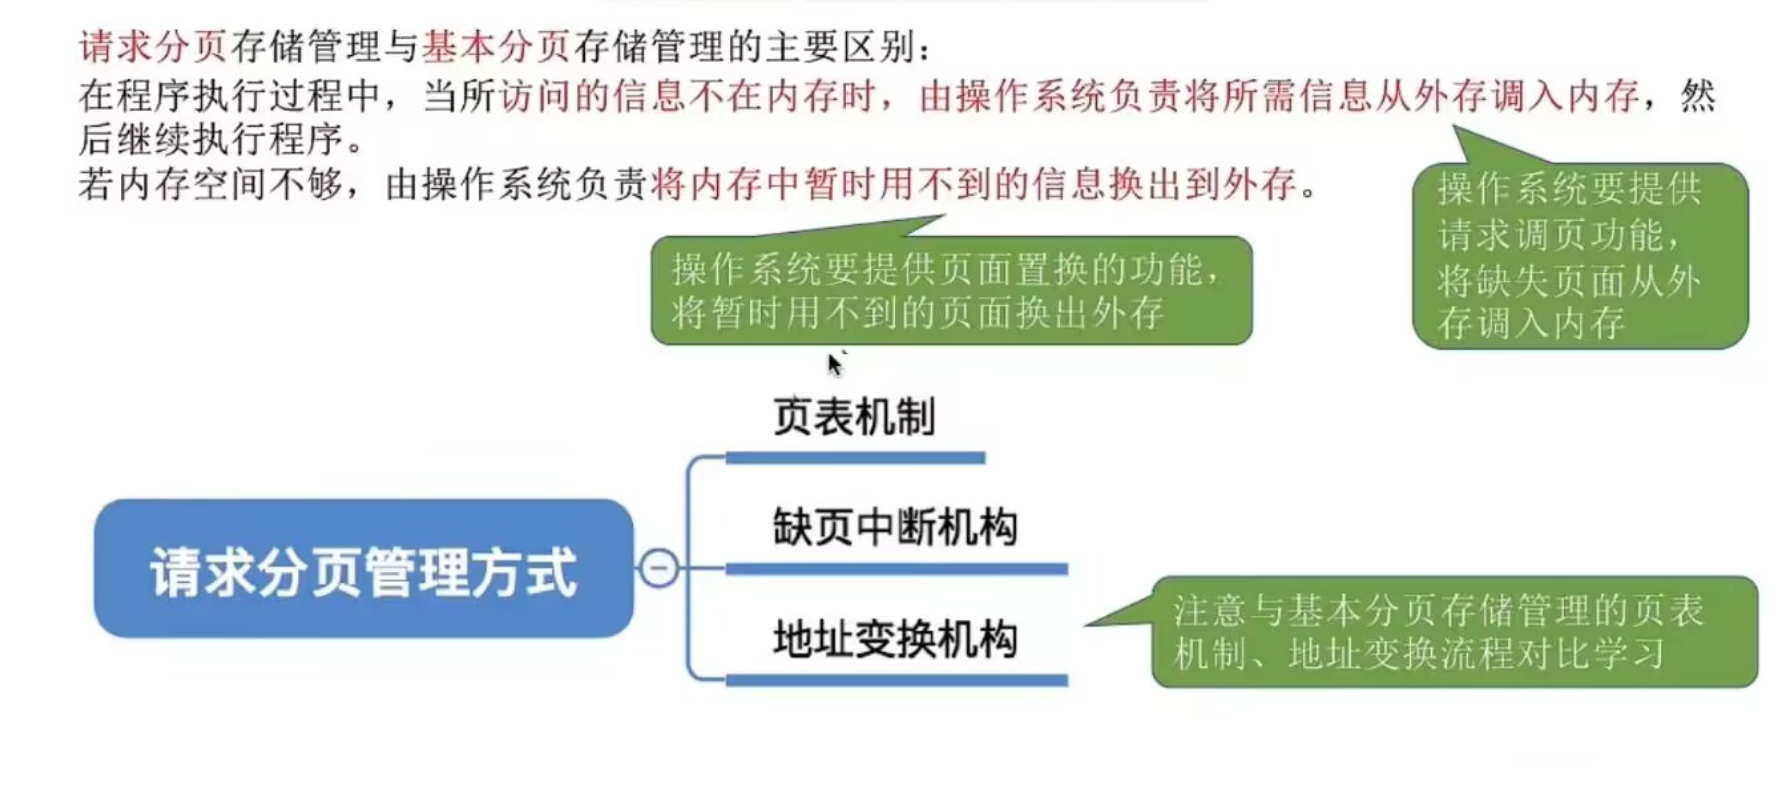 请求分页存储管理与基本分页存储管理的主要区别：
在程序执行过程中，当所访问的信息不在内存时，由操作系统负责将所需信息从外存调入内存，然
后继续执行程序。
若内存空间不够，由操作系统负责将内存中暂时用不到的信息换出到外存。
操作系统要提供
请求调页功能，
将缺失页面从外
存调入内存
操作系统要提供页面置换的功能，
将暂时用不到的页面换出外存
页表机制
缺页中断机构
请求分页管理方式
地址变换机构
注意与基本分页存储管理的页表
机制、地址变换流程对比学习